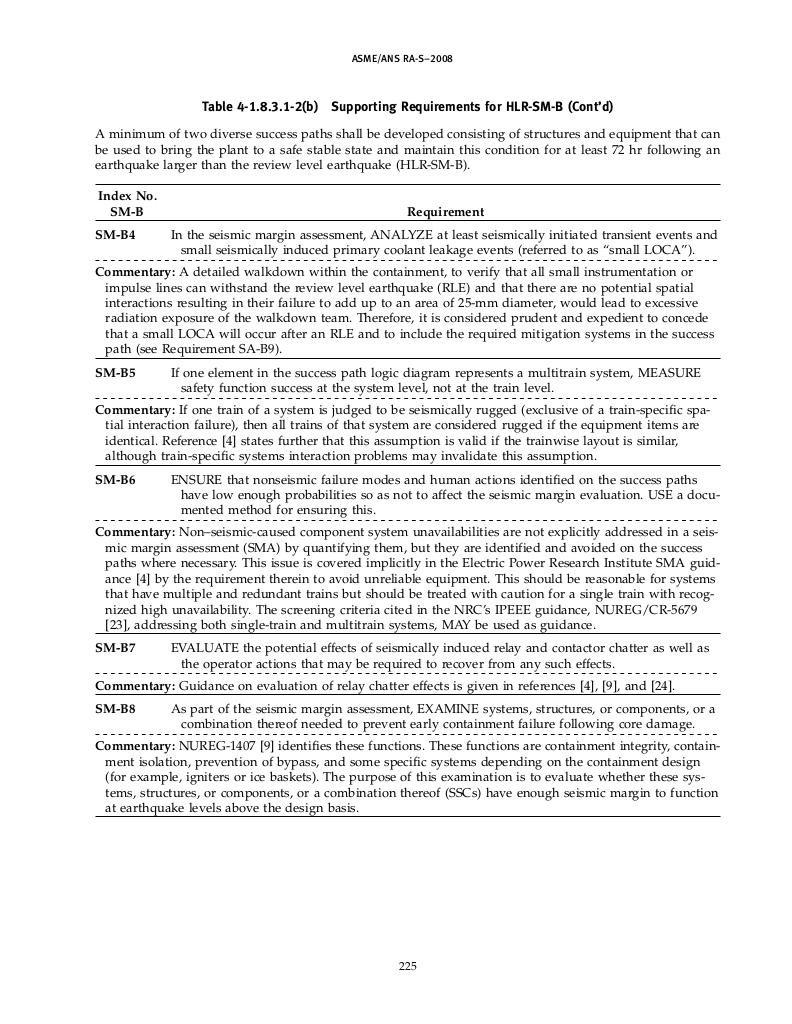 ASME/ANS RA-S–2008
Table 4-1.8.3.1-2(b) Supporting Requirements for HLR-SM-B (Cont'd)
A minimum of two diverse success paths shall be developed consisting of structures and equipment that can
be used to bring the plant to a safe stable state and maintain this condition for at least 72 hr following an
earthquake larger than the review level earthquake (HLR-SM-B).
Index No.
SM-B Requirement
SM-B4 In the seismic margin assessment, ANALYZE at least seismically initiated transient events and
small seismically induced primary coolant leakage events (referred to as “small LOCA”).
Commentary: A detailed walkdown within the containment, to verify that all small instrumentation or
impulse lines can withstand the review level earthquake (RLE) and that there are no potential spatial
interactions resulting in their failure to add up to an area of 25-mm diameter, would lead to excessive
radiation exposure of the walkdown team. Therefore, it is considered prudent and expedient to concede
that a small LOCA will occur after an RLE and to include the required mitigation systems in the success
path (see Requirement SA-B9).
SM-B5 If one element in the success path logic diagram represents a multitrain system, MEASURE
safety function success at the system level, not at the train level.
Commentary: If one train of a system is judged to be seismically rugged (exclusive of a train-specific spa-
tial interaction failure), then all trains of that system are considered rugged if the equipment items are
identical. Reference [4] states further that this assumption is valid if the trainwise layout is similar,
although train-specific systems interaction problems may invalidate this assumption.
SM-B6 ENSURE that nonseismic failure modes and human actions identified on the success paths
have low enough probabilities so as not to affect the seismic margin evaluation. USE a docu-
mented method for ensuring this.
Commentary: Non–seismic-caused component system unavailabilities are not explicitly addressed in a seis-
mic margin assessment (SMA) by quantifying them, but they are identified and avoided on the success
paths where necessary. This issue is covered implicitly in the Electric Power Research Institute SMA guid-
ance [4] by the requirement therein to avoid unreliable equipment. This should be reasonable for systems
that have multiple and redundant trains but should be treated with caution for a single train with recog-
nized high unavailability. The screening criteria cited in the NRC's IPEEE guidance, NUREG/CR-5679
[23], addressing both single-train and multitrain systems, MAY be used as guidance.
SM-B7 EVALUATE the potential effects of seismically induced relay and contactor chatter as well as
the operator actions that may be required to recover from any such effects.
Commentary: Guidance on evaluation of relay chatter effects is given in references [4], [9], and [24].
SM-B8 As part of the seismic margin assessment, EXAMINE systems, structures, or components, or a
combination thereof needed to prevent early containment failure following core damage.
Commentary: NUREG-1407 [9] identifies these functions. These functions are containment integrity, contain-
ment isolation, prevention of bypass, and some specific systems depending on the containment design
(for example, igniters or ice baskets). The purpose of this examination is to evaluate whether these sys-
tems, structures, or components, or a combination thereof (SSCs) have enough seismic margin to function
at earthquake levels above the design basis.
225